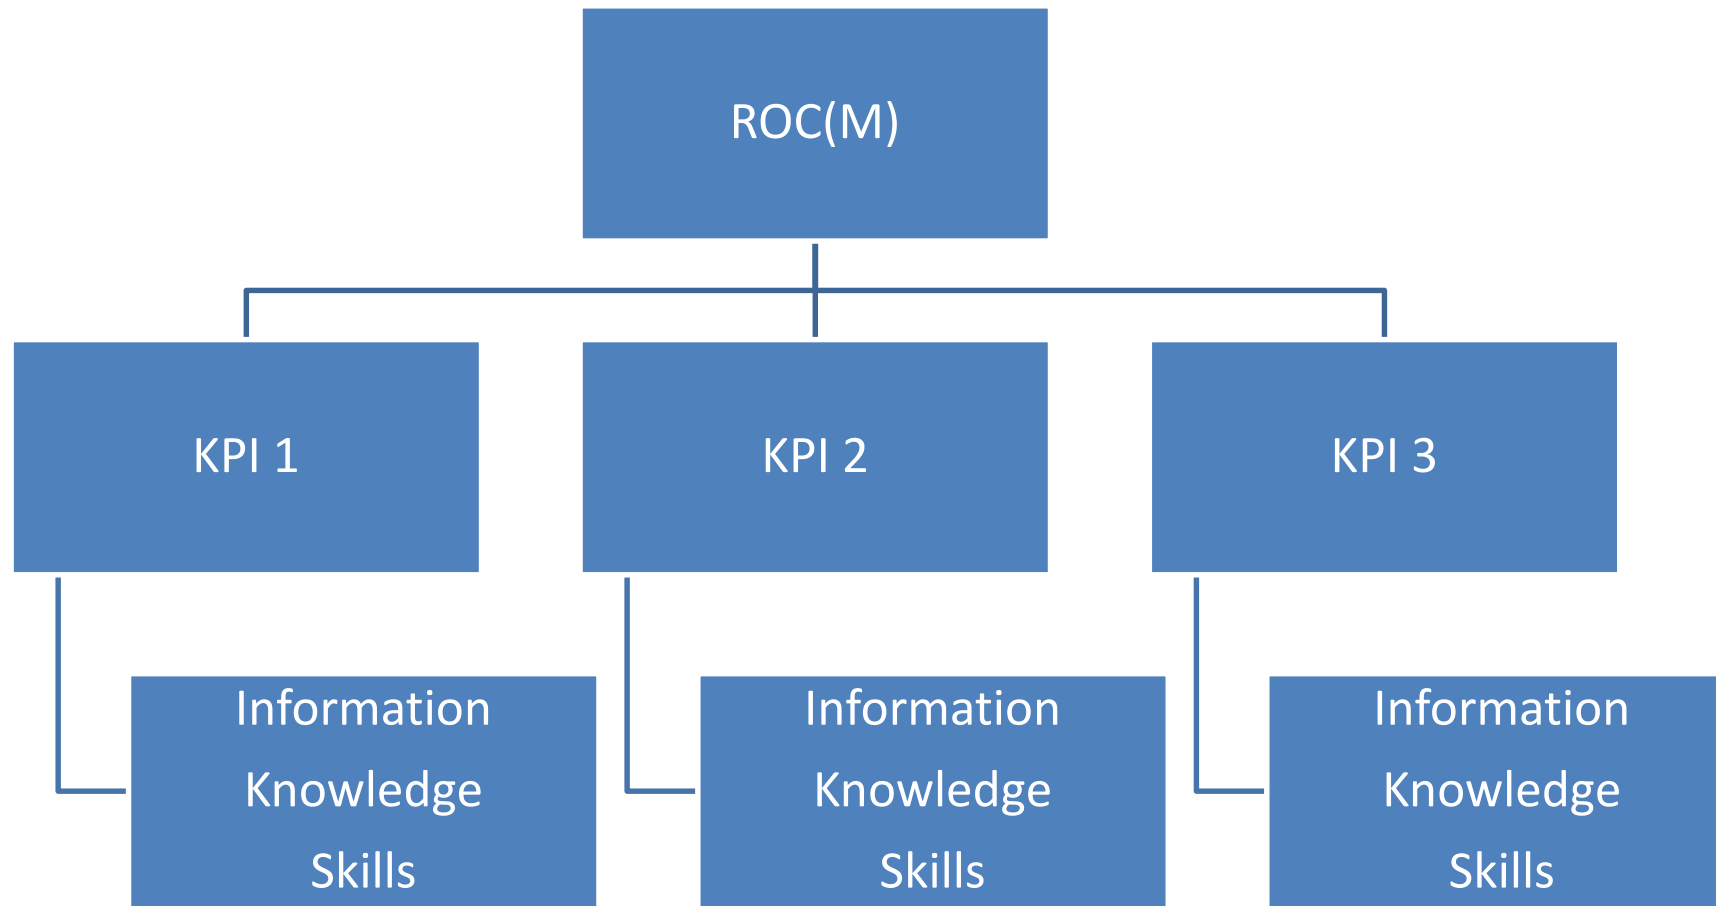 ROC(M)
KPI 1
KPI 2
KPI 3
Information
Knowledge
Skills
Information
Knowledge
Skills
Information
Knowledge
Skills